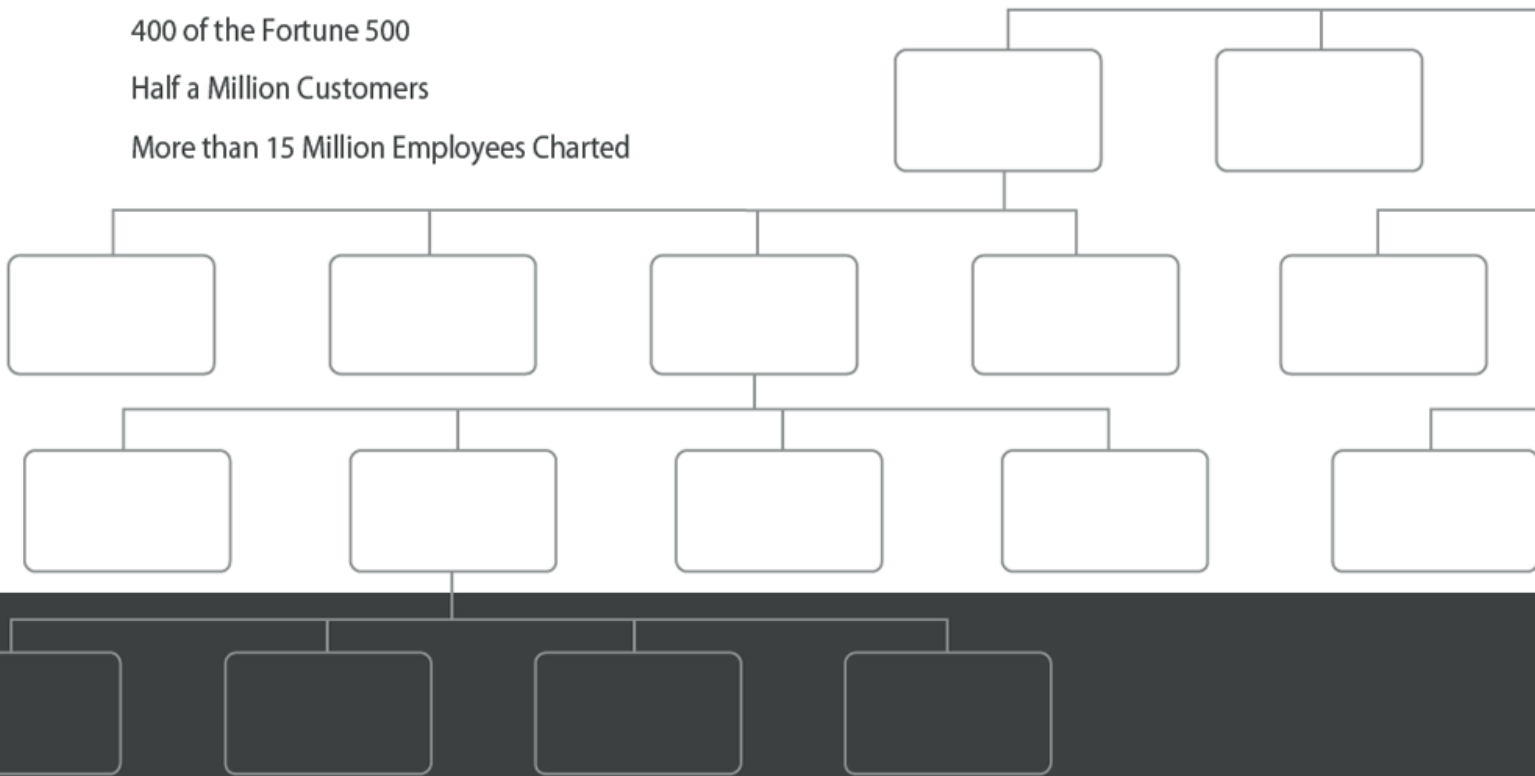 400 of the Fortune 500
Half a Million Customers
More than 15 Million Employees Charted